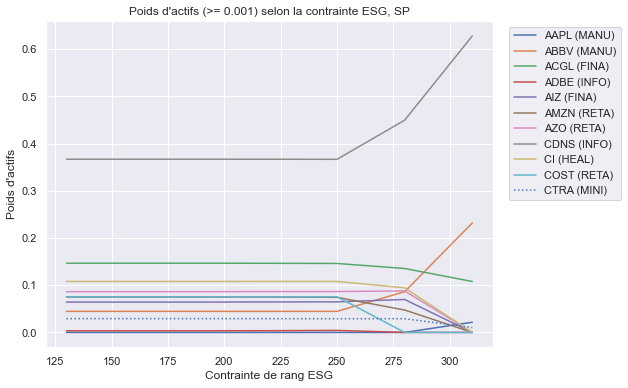 Poids d'actifs (>= 0.001) selon la contrainte ESG, SP
Poids d'actifs
0.6
0.5
0.4
0.3
0.2
0.1
0.0
125 150 175 200 225 250 275 300
Contrainte de rang ESG
AAPL (MANU)
ABBV (MANU)
ACGL (FINA)
ADBE (INFO)
AIZ (FINA)
AMZN (RETA)
AZO (RETA)
CDNS (INFO)
CI (HEAL)
COST (RETA)
CTRA (MINI)